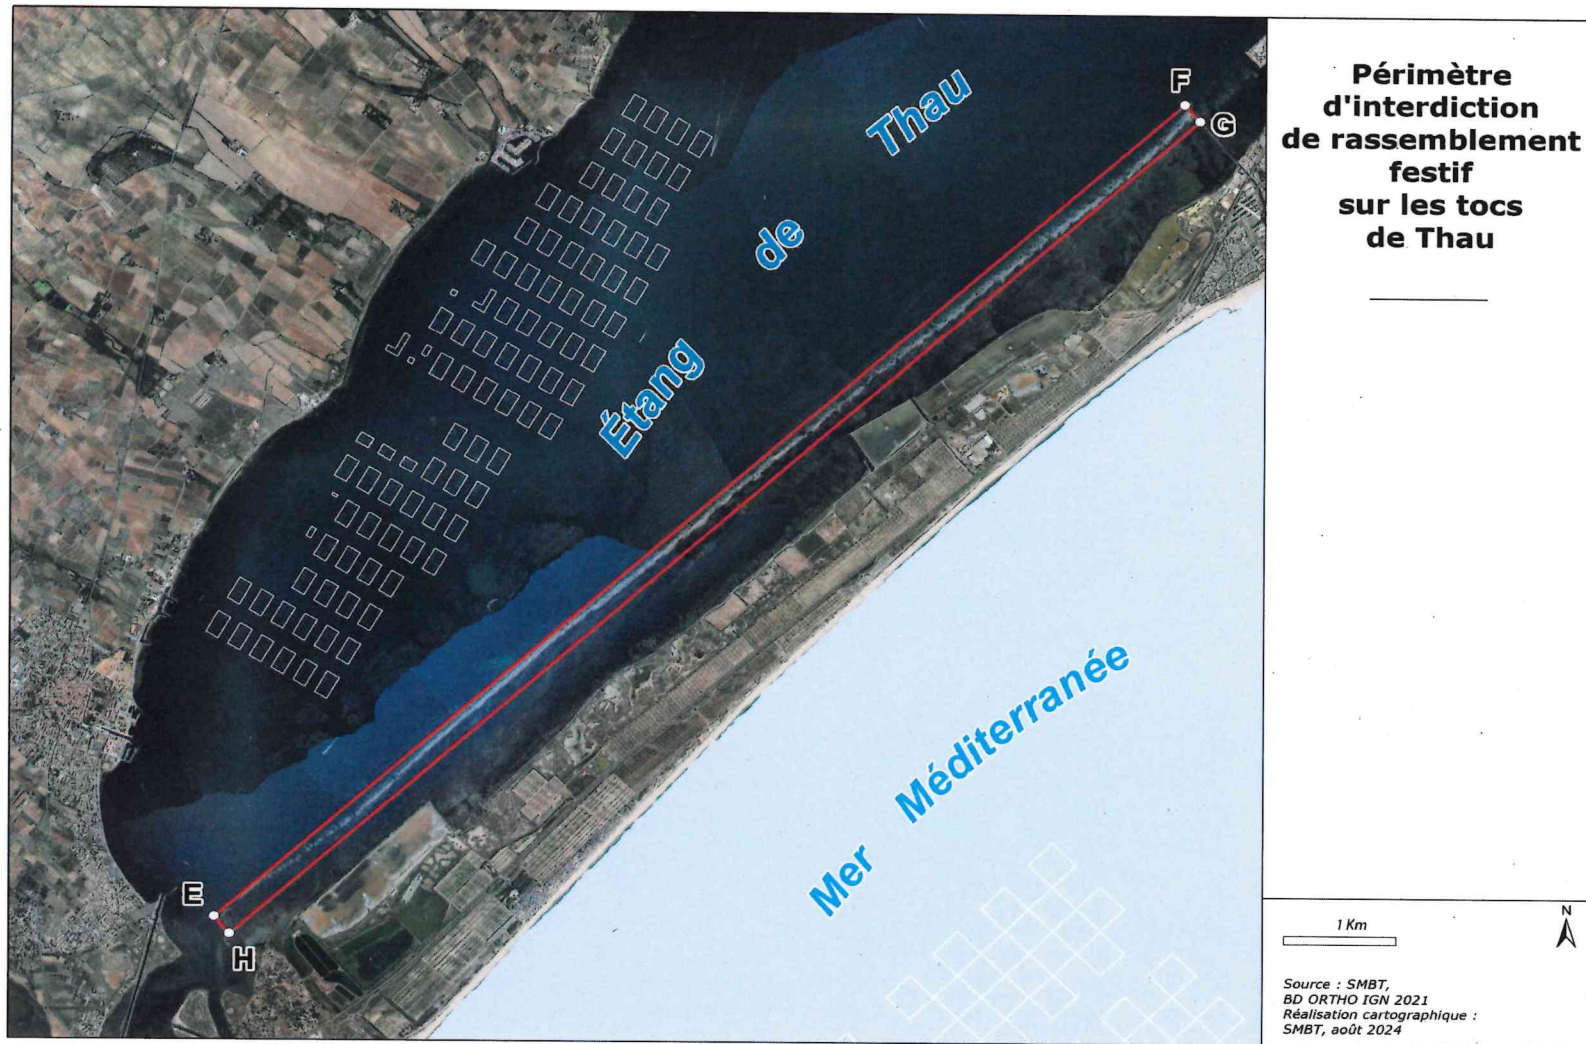 Périmètre
d'interdiction
de rassemblement
festif
sur les tocs
de Thau
Étang
de
Thau
F
G
E
H
Mer Méditerranée
1 Km
N
Source : SMBT,
BD ORTHO IGN 2021
Réalisation cartographique :
SMBT, août 2024